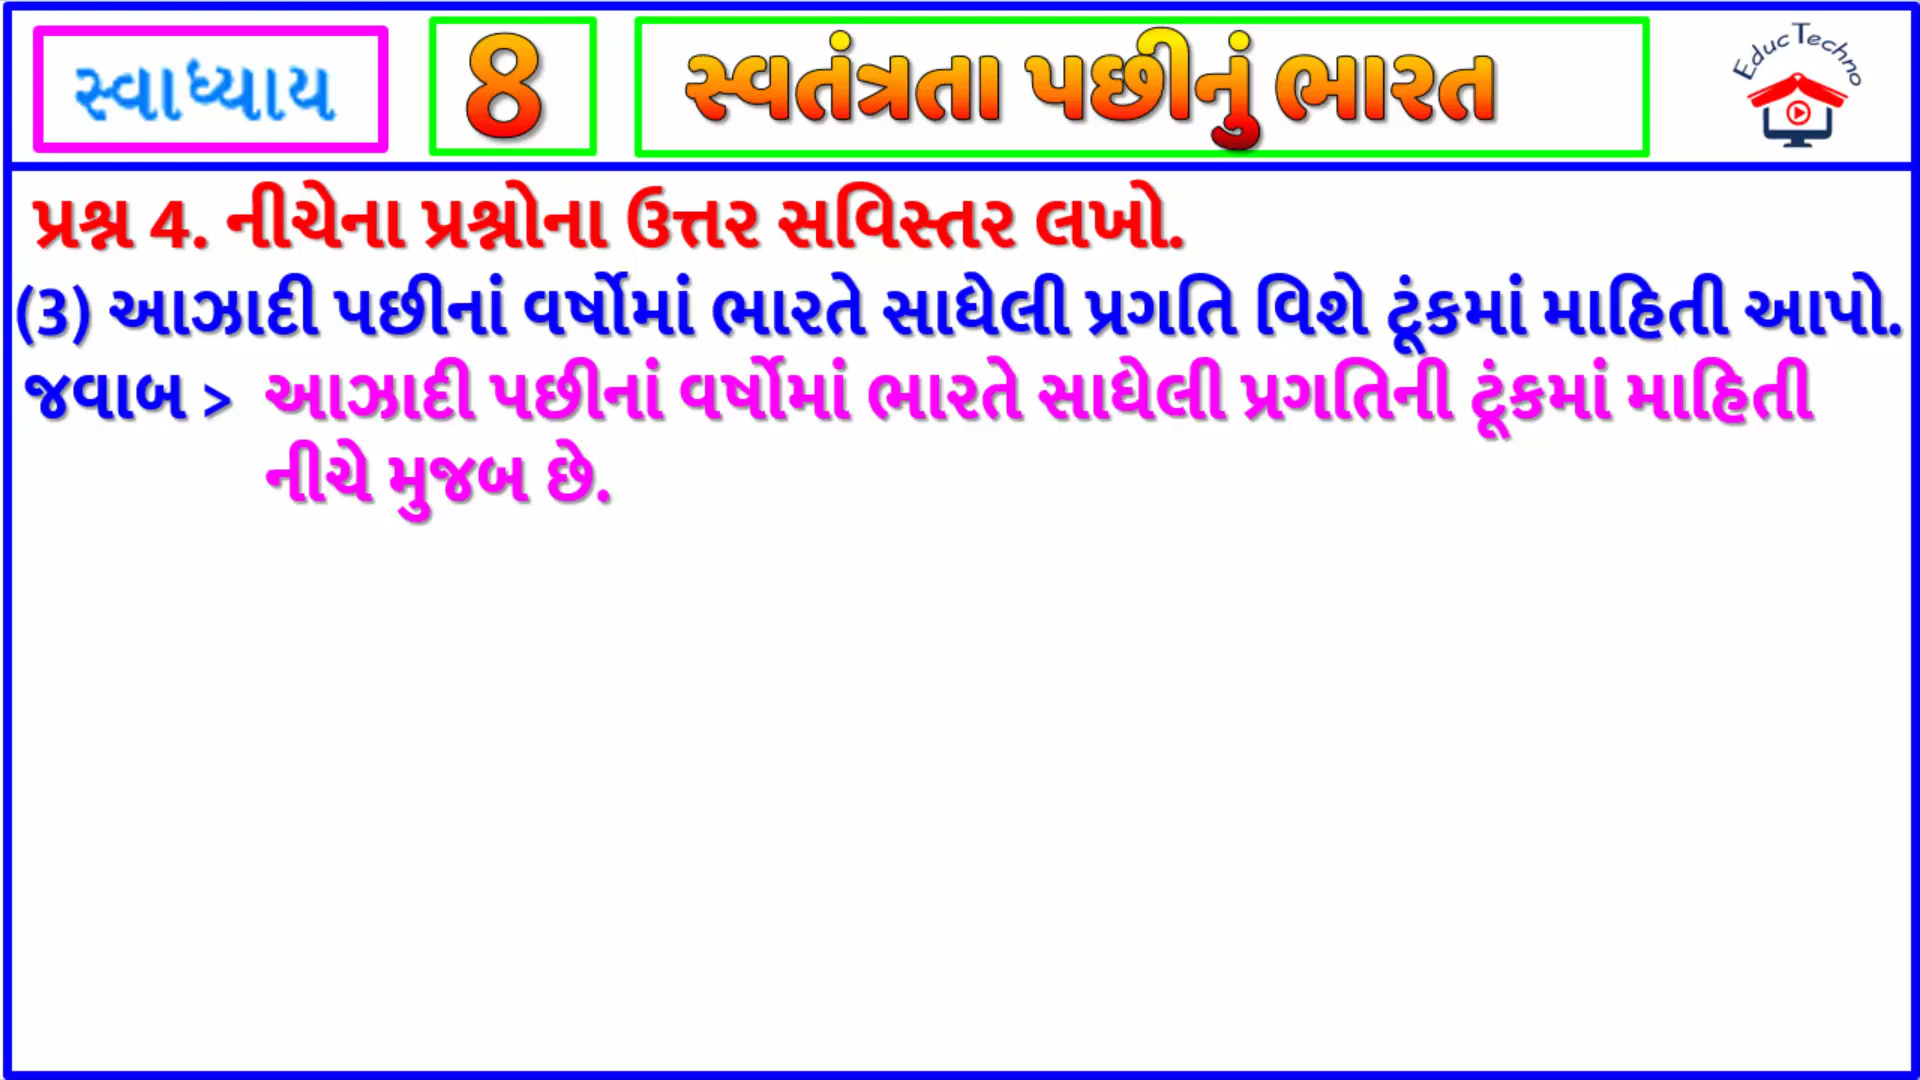 સ્વાધ્યાય
8
સ્વતંત્રતા પછીનું ભારત
EducTechno
પ્રશ્ન 4. નીચેના પ્રશ્નોના ઉત્તર સવિસ્તર લખો.
(૩) આઝાદી પછીનાં વર્ષોમાં ભારતે સાધેલી પ્રગતિ વિશે ટૂંકમાં માહિતી આપો.
જવાબ > આઝાદી પછીનાં વર્ષોમાં ભારતે સાધેલી પ્રગતિની ટૂંકમાં માહિતી
નીચે મુજબ છે.